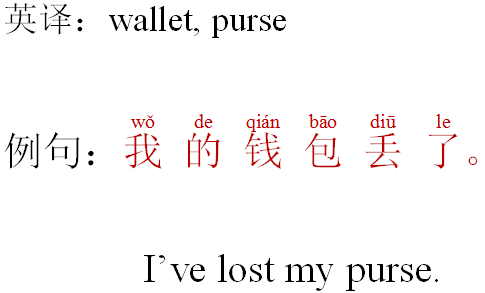 英译：wallet, purse
wǒ de qián bāo diū le
例句：我 的 钱 包 丢 了。
I've lost my purse.